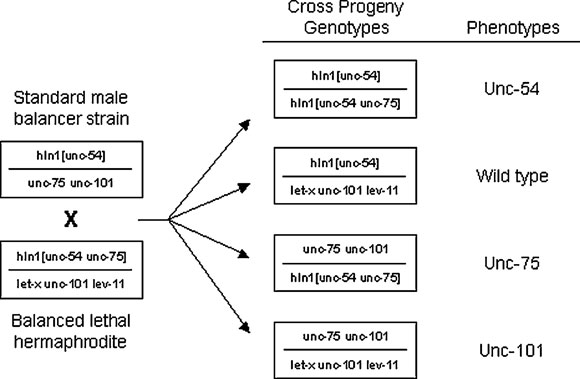 Cross Progeny
Genotypes
Phenotypes
Standard male
balancer strain
hIn1[unc-54]
unc-75 unc-101
X
hIn1[unc-54 unc-75]
let-x unc-101 lev-11
Balanced lethal
hermaphrodite
hIn1[unc-54]
hIn1[unc-54 unc-75]
Unc-54
hIn1[unc-54]
let-x unc-101 lev-11
Wild type
unc-75 unc-101
hIn1[unc-54 unc-75]
Unc-75
unc-75 unc-101
let-x unc-101 lev-11
Unc-101